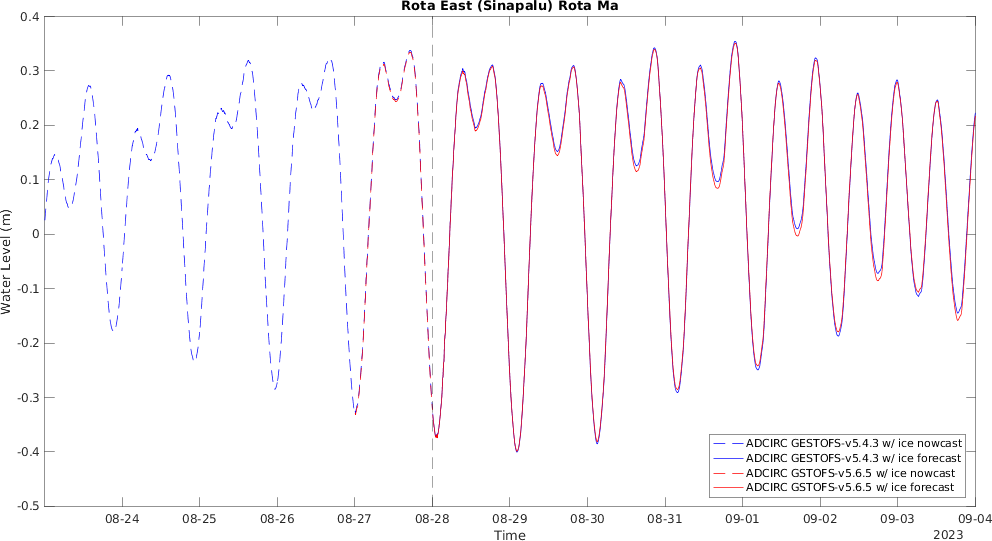 Rota East (Sinapalu) Rota Ma
0.4
0.3
0.2
0.1
0
-0.1
-0.2
-0.3
-0.4
-0.5
Water Level (m)
ADCIRC GESTOFS-v5.4.3 w/ ice nowcast
ADCIRC GESTOFS-v5.4.3 w/ ice forecast
ADCIRC GSTOFS-v5.6.5 w/ ice nowcast
ADCIRC GSTOFS-v5.6.5 w/ ice forecast
08-24 08-25 08-26 08-27 08-28 08-29 08-30 08-31 09-01 09-02 09-03 09-04
Time
2023